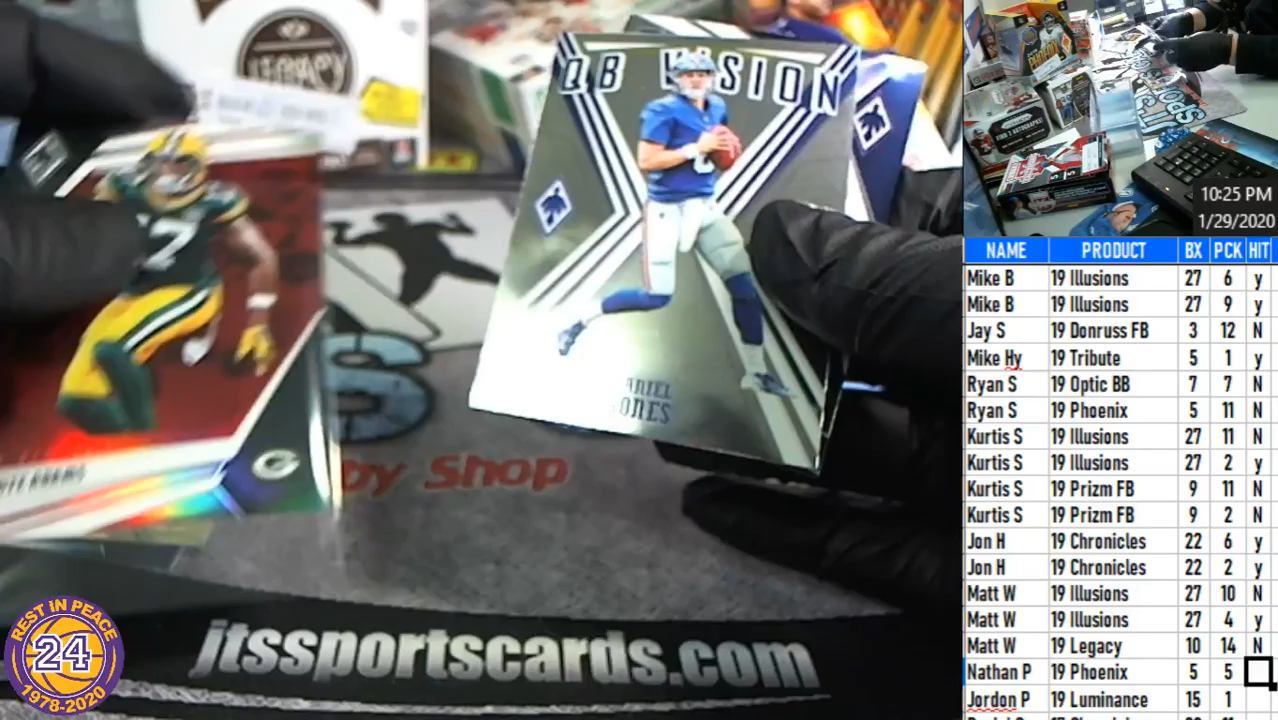 LEGACY
QB VISION
DANIEL
JONES
17
by Shop
jtssportscards.com
REST IN PEACE
24
1978-2020
10:25 PM
1/29/2020
NAME PRODUCT BX PCK HIT
Mike B 19 Illusions 27 6 y
Mike B 19 Illusions 27 9 y
Jay S 19 Donruss FB 3 12 N
Mike Hy 19 Tribute 5 1 y
Ryan S 19 Optic BB 7 7 N
Ryan S 19 Phoenix 5 11 N
Kurtis S 19 Illusions 27 11 N
Kurtis S 19 Illusions 27 2 y
Kurtis S 19 Prizm FB 9 11 N
Kurtis S 19 Prizm FB 9 2 N
Jon H 19 Chronicles 22 6 y
Jon H 19 Chronicles 22 2 y
Matt W 19 Illusions 27 10 N
Matt W 19 Illusions 27 4 y
Matt W 19 Legacy 10 14 N
Nathan P 19 Phoenix 5 5
Jordon P 19 Luminance 15 1